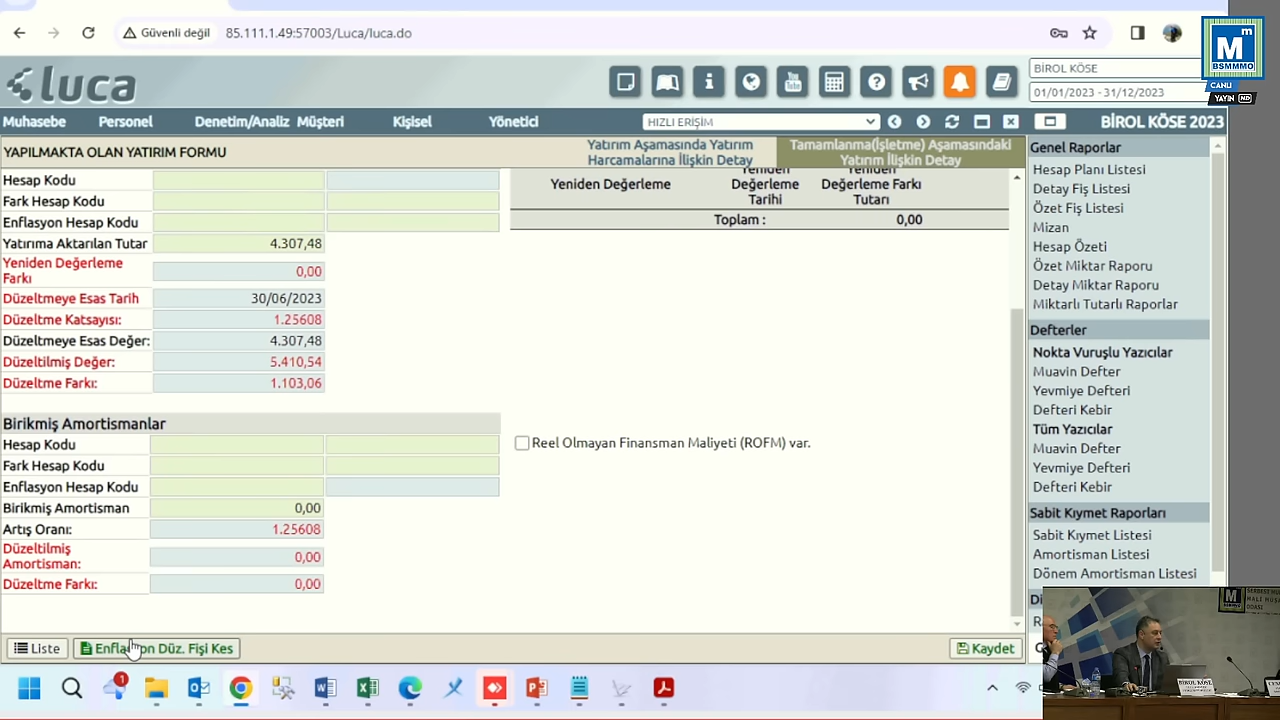 Güvenli değil
85.111.1.49:57003/Luca/luca.do
M m
BSMMMO
CANLI
YAYIN HD
luca
BİROL KÖSE
01/01/2023 - 31/12/2023
Muhasebe
Personel
Denetim/Analiz
Müşteri
Kişisel
Yönetici
HIZLI ERİŞİM
BİROL KÖSE 2023
YAPILMAKTA OLAN YATIRIM FORMU
Yatırım Aşamasında Yatırım
Harcamalarına İlişkin Detay
Tamamlanma(İşletme) Aşamasındaki
Yatırım İlişkin Detay
Hesap Kodu
Fark Hesap Kodu
Enflasyon Hesap Kodu
Yatırıma Aktarılan Tutar 4.307,48
Yeniden Değerleme
Farkı 0,00
Düzeltmeye Esas Tarih 30/06/2023
Düzeltme Katsayısı: 1.25608
Düzeltmeye Esas Değer: 4.307,48
Düzeltilmiş Değer: 5.410,54
Düzeltme Farkı: 1.103,06
Yeniden Değerleme
Yeniden
Değerleme
Tarihi
Yeniden
Değerleme Farkı
Tutarı
Toplam : 0,00
Birikmiş Amortismanlar
Hesap Kodu
Fark Hesap Kodu
Enflasyon Hesap Kodu
Birikmiş Amortisman 0,00
Artış Oranı: 1.25608
Düzeltilmiş
Amortisman: 0,00
Düzeltme Farkı: 0,00
Reel Olmayan Finansman Maliyeti (ROFM) var.
Liste
Enflasyon Düz. Fişi Kes
Kaydet
Genel Raporlar
Hesap Planı Listesi
Detay Fiş Listesi
Özet Fiş Listesi
Mizan
Hesap Özeti
Özet Miktar Raporu
Detay Miktar Raporu
Miktarlı Tutarlı Raporlar
Defterler
Nokta Vuruşlu Yazıcılar
Muavin Defter
Yevmiye Defteri
Defteri Kebir
Tüm Yazıcılar
Muavin Defter
Yevmiye Defteri
Defteri Kebir
Sabit Kıymet Raporları
Sabit Kıymet Listesi
Amortisman Listesi
Dönem Amortisman Listesi
1
BİROL KÖSE